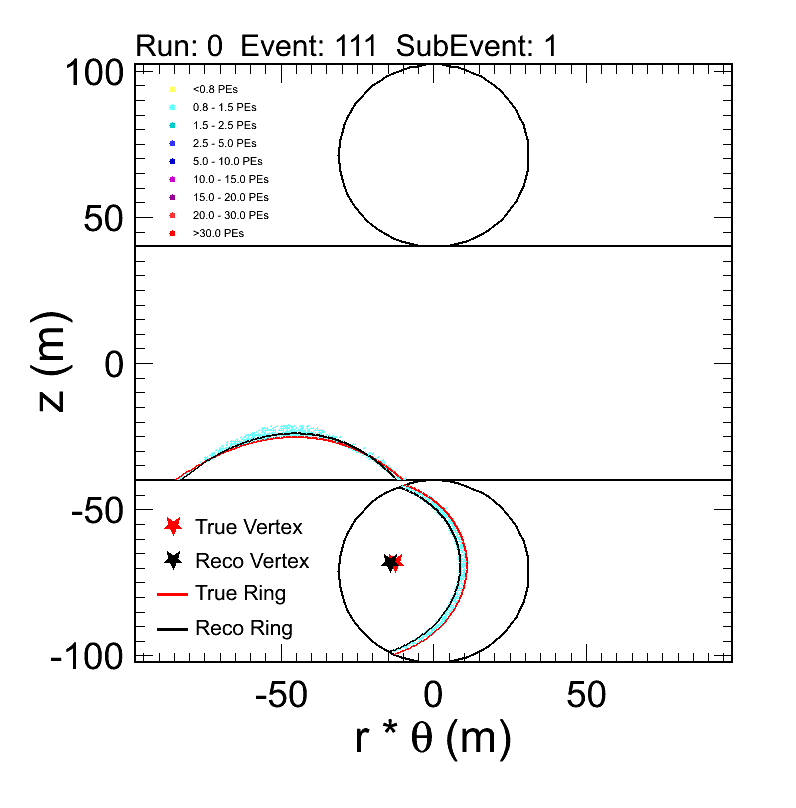 Run: 0  Event: 111  SubEvent: 1
100
<0.8 PEs
0.8 - 1.5 PEs
1.5 - 2.5 PEs
2.5 - 5.0 PEs
5.0 - 10.0 PEs
10.0 - 15.0 PEs
15.0 - 20.0 PEs
20.0 - 30.0 PEs
>30.0 PEs
50
0
z (m)
-50
True Vertex
Reco Vertex
True Ring
Reco Ring
-100
-50 0 50
r * θ (m)